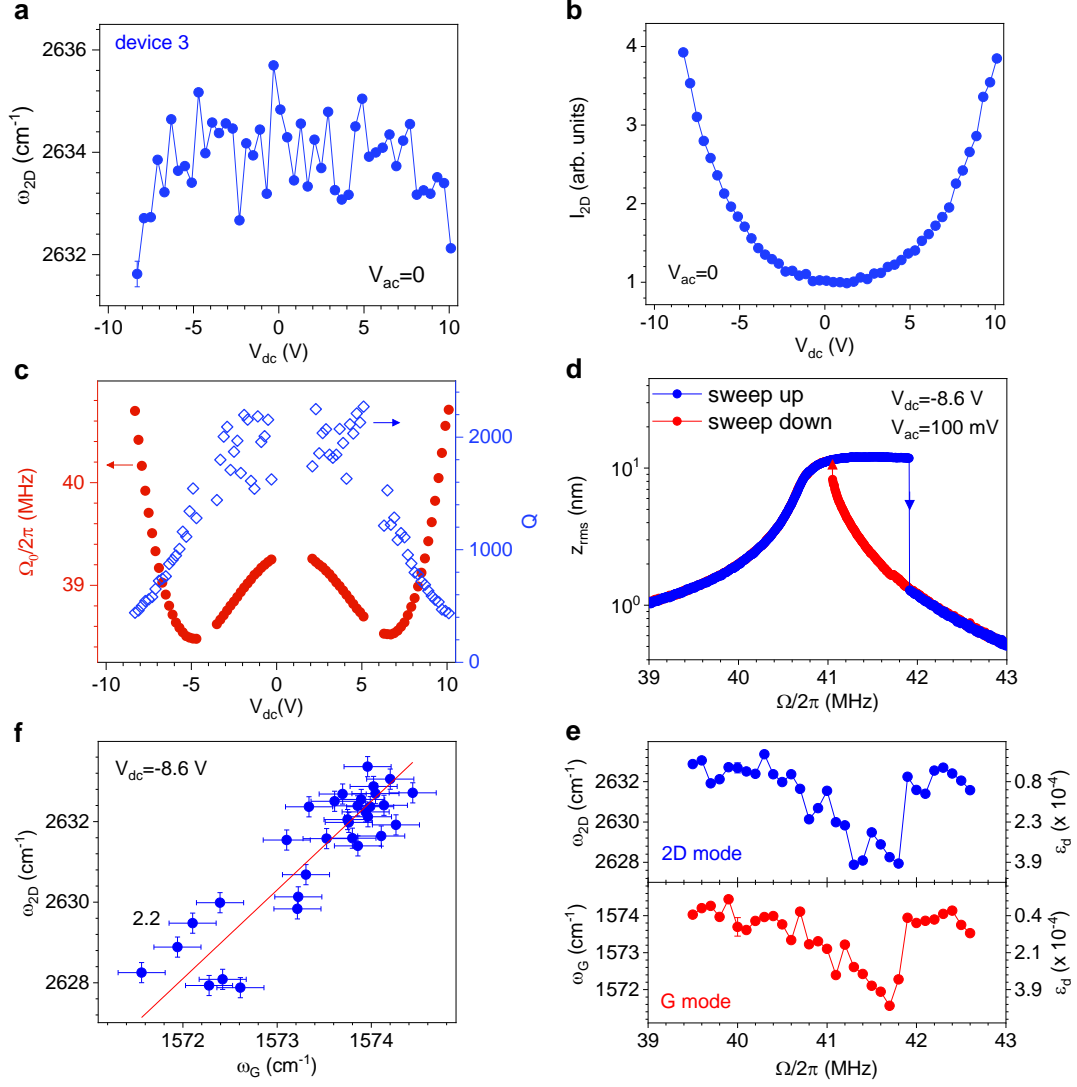 a
device 3
2636
2634
2632
ω2D (cm-1)
Vac=0
-10 -5 0 5 10
Vdc (V)
b
4
3
2
1
I2D (arb. units)
Vac=0
-10 -5 0 5 10
Vdc (V)
c
40
39
Ω0/2π (MHz)
2000
1000
0
Q
-10 -5 0 5 10
Vdc(V)
d
sweep up
sweep down
Vdc=-8.6 V
Vac=100 mV
10^1
10^0
zrms (nm)
39 40 41 42 43
Ω/2π (MHz)
f
Vdc=-8.6 V
2632
2630
2628
ω2D (cm-1)
2.2
1572 1573 1574
ωG (cm-1)
e
2632
2630
2628
ω2D (cm-1)
0.8
2.3
3.9
εd (x 10-4)
2D mode
1574
1573
1572
ωG (cm-1)
0.4
2.1
3.9
εd (x 10-4)
G mode
39 40 41 42 43
Ω/2π (MHz)